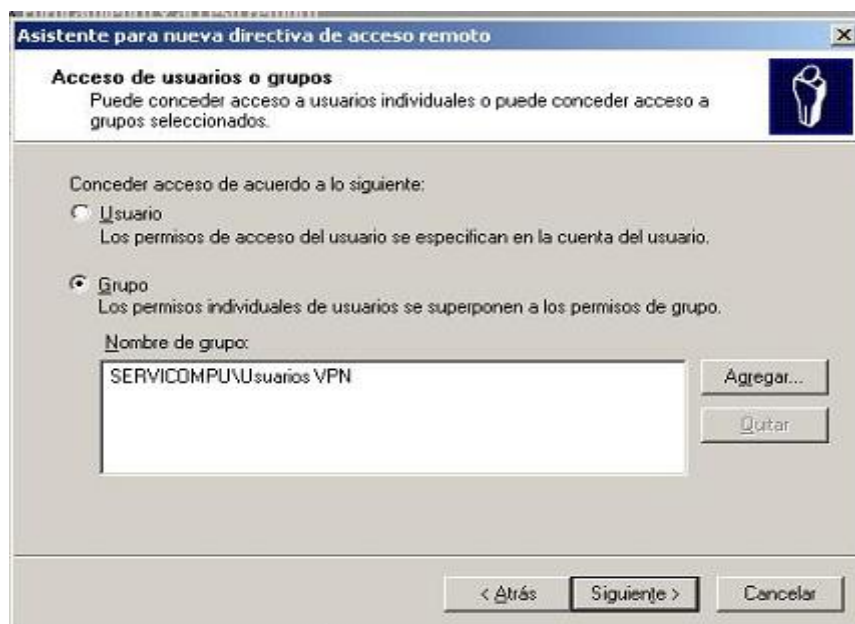 Asistente para nueva directiva de acceso remoto
Acceso de usuarios o grupos
Puede conceder acceso a usuarios individuales o puede conceder acceso a
grupos seleccionados.
Conceder acceso de acuerdo a lo siguiente:
Usuario
Los permisos de acceso del usuario se especifican en la cuenta del usuario.
Grupo
Los permisos individuales de usuarios se superponen a los permisos de grupo.
Nombre de grupo:
SERVICOMPU\Usuarios VPN
Agregar...
Quitar
< Atrás
Siguiente >
Cancelar